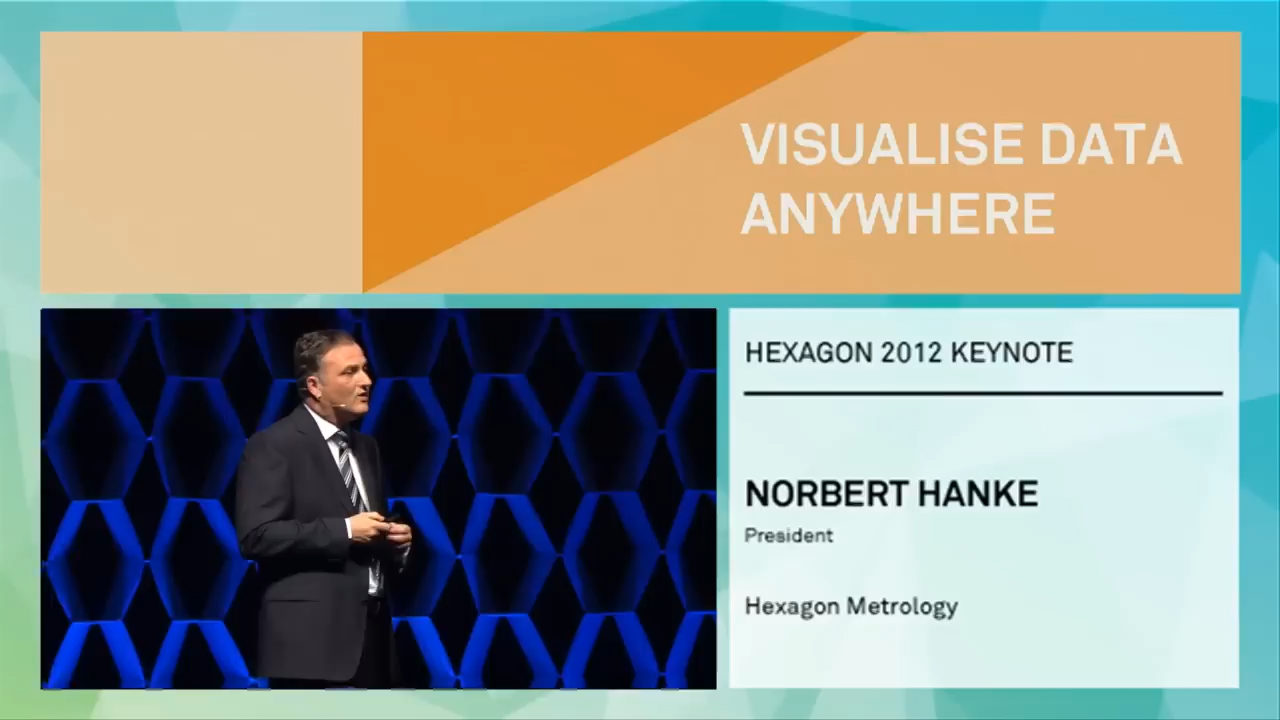 VISUALISE DATA
ANYWHERE
HEXAGON 2012 KEYNOTE
NORBERT HANKE
President
Hexagon Metrology